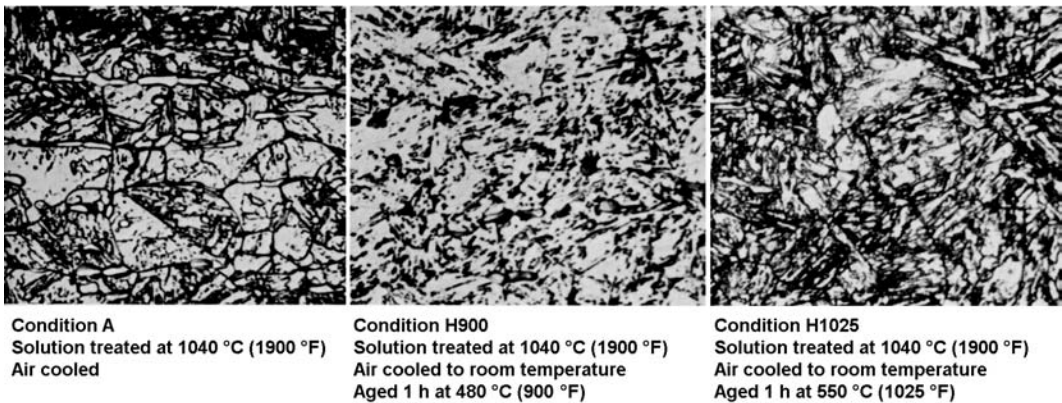 Condition A
Solution treated at 1040 °C (1900 °F)
Air cooled
Condition H900
Solution treated at 1040 °C (1900 °F)
Air cooled to room temperature
Aged 1 h at 480 °C (900 °F)
Condition H1025
Solution treated at 1040 °C (1900 °F)
Air cooled to room temperature
Aged 1 h at 550 °C (1025 °F)